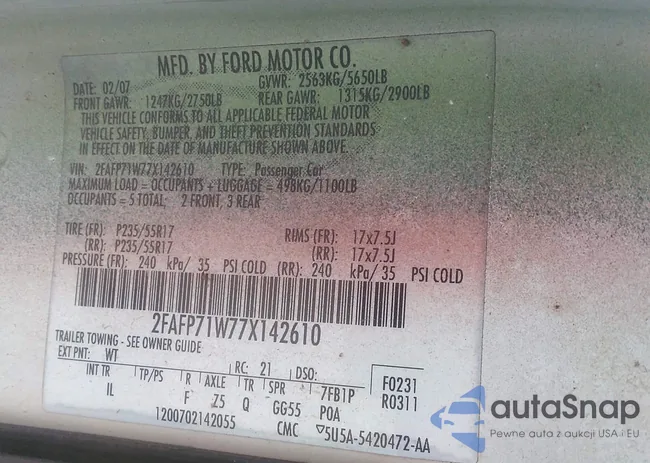 MFD. BY FORD MOTOR CO.
DATE: 02/07 GVWR: 2563KG/5650LB
FRONT GAWR: 1247KG/2750LB REAR GAWR: 1315KG/2900LB
THIS VEHICLE CONFORMS TO ALL APPLICABLE FEDERAL MOTOR
VEHICLE SAFETY, BUMPER, AND THEFT PREVENTION STANDARDS
IN EFFECT ON THE DATE OF MANUFACTURE SHOWN ABOVE.
VIN: 2FAFP71W77X142610 TYPE: Passenger Car
MAXIMUM LOAD = OCCUPANTS + LUGGAGE = 498KG/1100LB
OCCUPANTS = 5 TOTAL: 2 FRONT, 3 REAR
TIRE (FR): P235/55R17 RIMS (FR): 17x7.5J
(RR): P235/55R17 (RR): 17x7.5J
PRESSURE (FR): 240 kPa/ 35 PSI COLD (RR): 240 kPa/ 35 PSI COLD
2FAFP71W77X142610
TRAILER TOWING - SEE OWNER GUIDE
EXT PNT: WT RC: 21 DSO: F0231
INT TR TP/PS R AXLE TR SPR 7FB1P R0311
IL F Z5 Q GG55 POA
1200702142055 CMC ▽5U5A-5420472-AA
autoSnap
Pewne auta z aukcji USA i EU